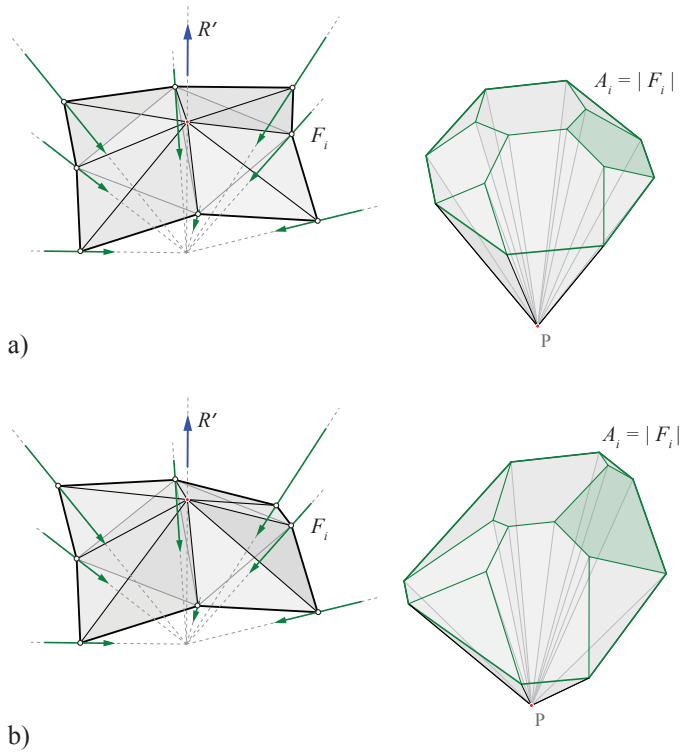 R′
F_i
A_i = | F_i |
P
a)
R′
F_i
A_i = | F_i |
P
b)